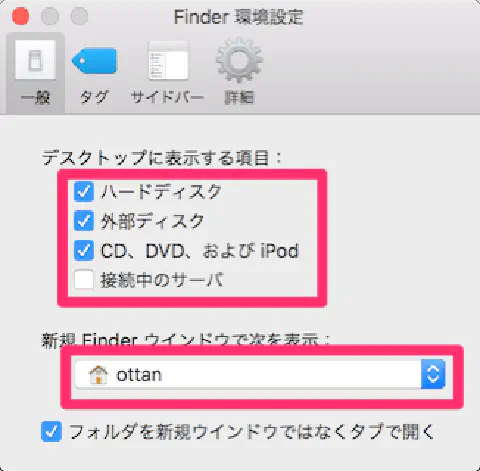 Finder 環境設定
一般 タグ サイドバー 詳細
デスクトップに表示する項目：
ハードディスク
外部ディスク
CD、DVD、および iPod
接続中のサーバ
新規 Finder ウインドウで次を表示：
ottan
フォルダを新規ウインドウではなくタブで開く